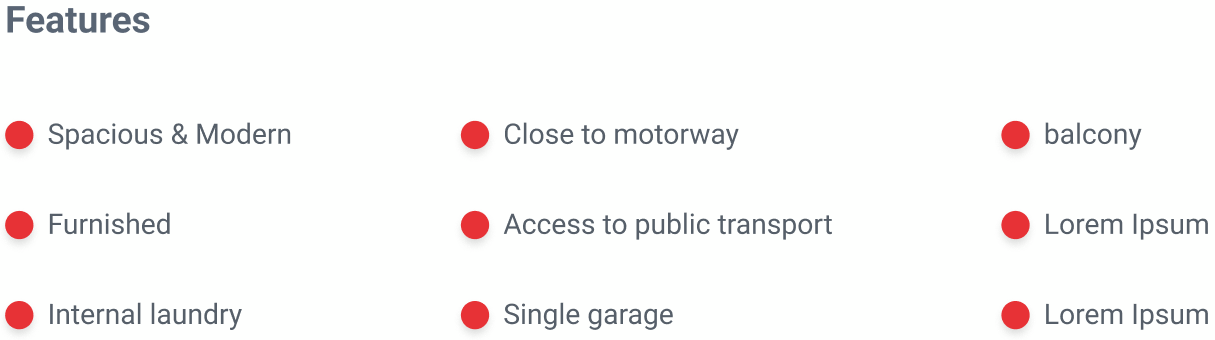 Features
Spacious & Modern
Close to motorway
balcony
Furnished
Access to public transport
Lorem Ipsum
Internal laundry
Single garage
Lorem Ipsum